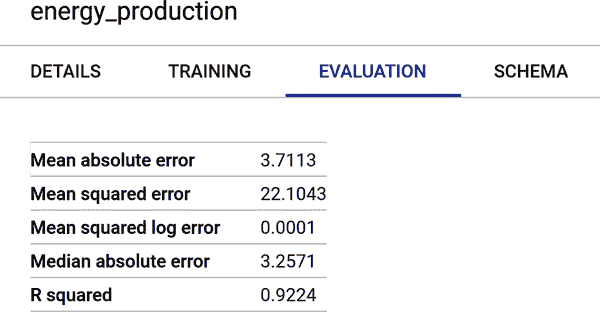 energy_production
DETAILS TRAINING EVALUATION SCHEMA
Mean absolute error 3.7113
Mean squared error 22.1043
Mean squared log error 0.0001
Median absolute error 3.2571
R squared 0.9224